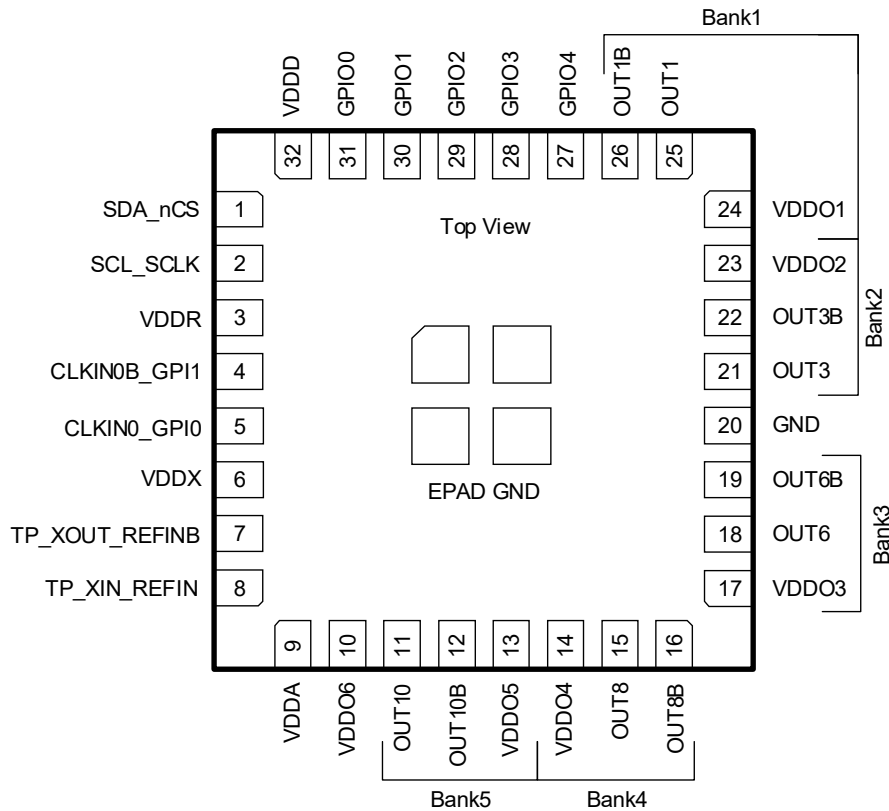 Bank1
VDDD
GPIO0
GPIO1
GPIO2
GPIO3
GPIO4
OUT1B
OUT1
32
31
30
29
28
27
26
25
SDA_nCS
1
Top View
24
VDDO1
SCL_SCLK
2
23
VDDO2
VDDR
3
22
OUT3B
Bank2
CLKIN0B_GPI1
4
21
OUT3
CLKIN0_GPI0
5
20
GND
VDDX
6
EPAD GND
19
OUT6B
TP_XOUT_REFINB
7
18
OUT6
Bank3
TP_XIN_REFIN
8
17
VDDO3
9
10
11
12
13
14
15
16
VDDA
VDDO6
OUT10
OUT10B
VDDO5
VDDO4
OUT8
OUT8B
Bank5
Bank4